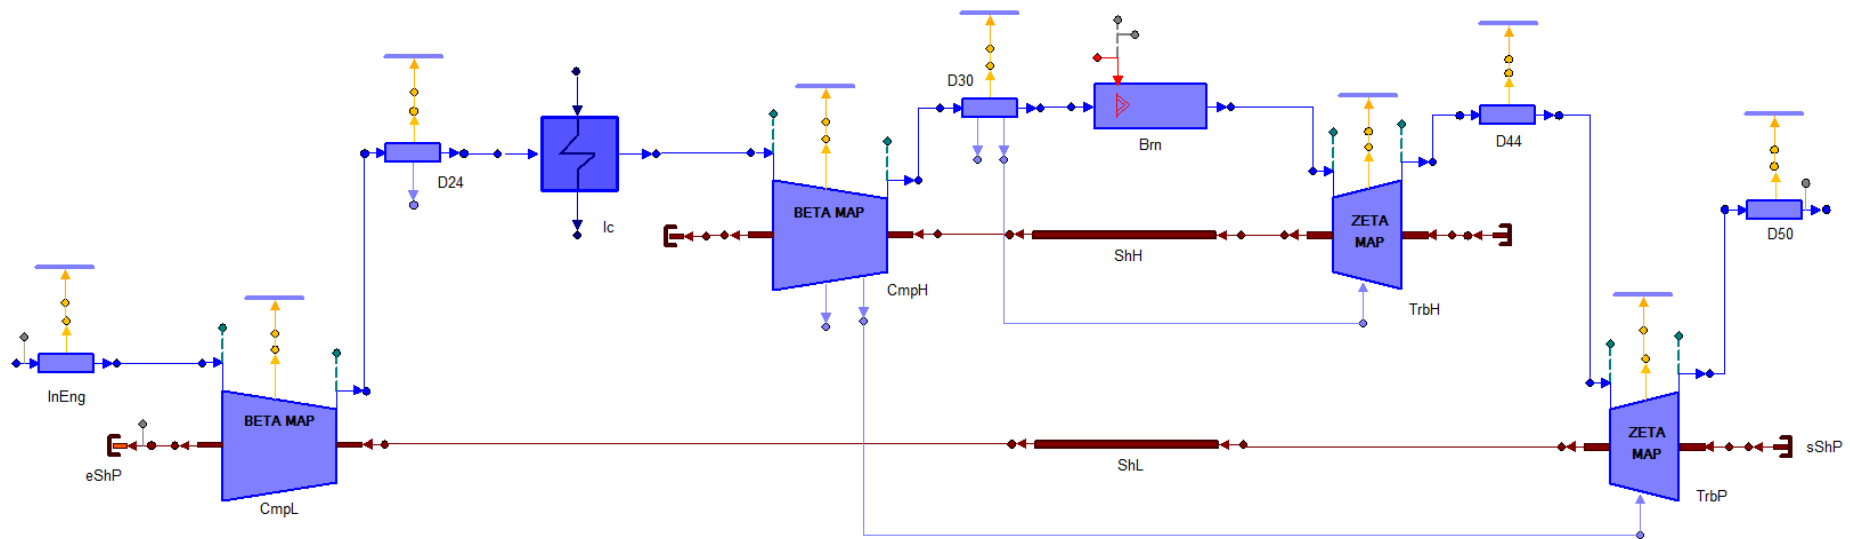 D30
D44
Brn
D24
BETA MAP
ZETA
MAP
Ic
D50
ShH
CmpH
TrbH
InEng
BETA MAP
ZETA
MAP
eShP
ShL
sShP
CmpL
TrbP